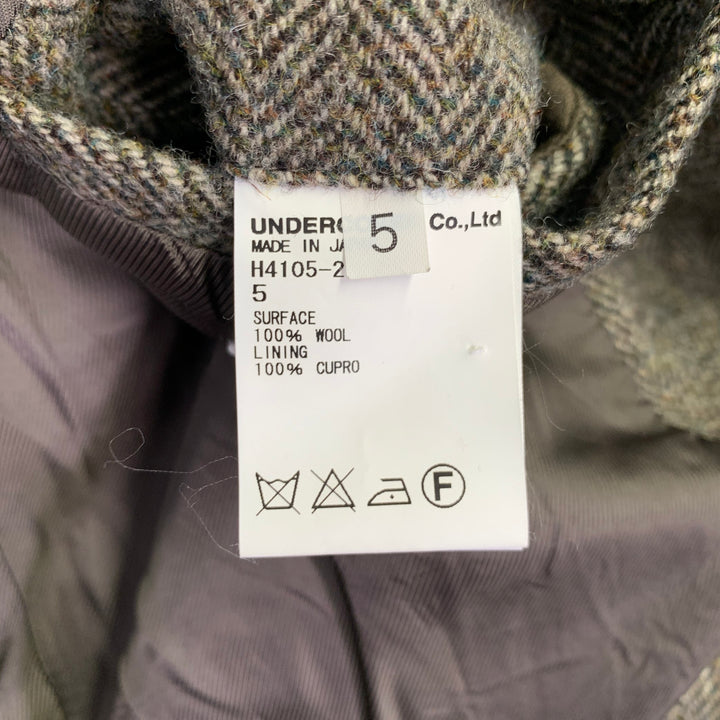 UNDERC Co.,Ltd
5
MADE IN JA
H4105-2
5
SURFACE
100% WOOL
LINING
100% CUPRO
F